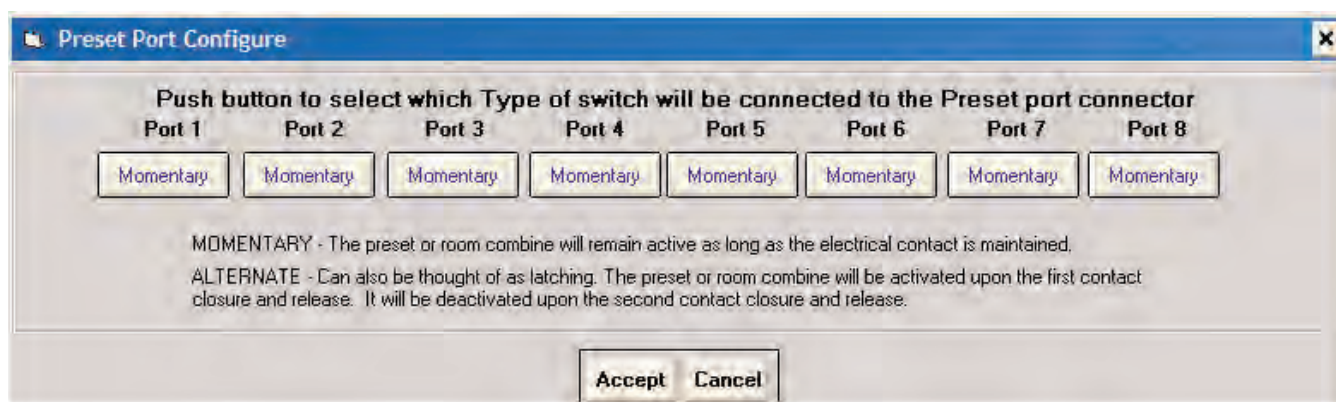 Preset Port Configure
Push button to select which Type of switch will be connected to the Preset port connector
Port 1 Port 2 Port 3 Port 4 Port 5 Port 6 Port 7 Port 8
Momentary Momentary Momentary Momentary Momentary Momentary Momentary Momentary
MOMENTARY - The preset or room combine will remain active as long as the electrical contact is maintained.
ALTERNATE - Can also be thought of as latching. The preset or room combine will be activated upon the first contact
closure and release. It will be deactivated upon the second contact closure and release.
Accept Cancel